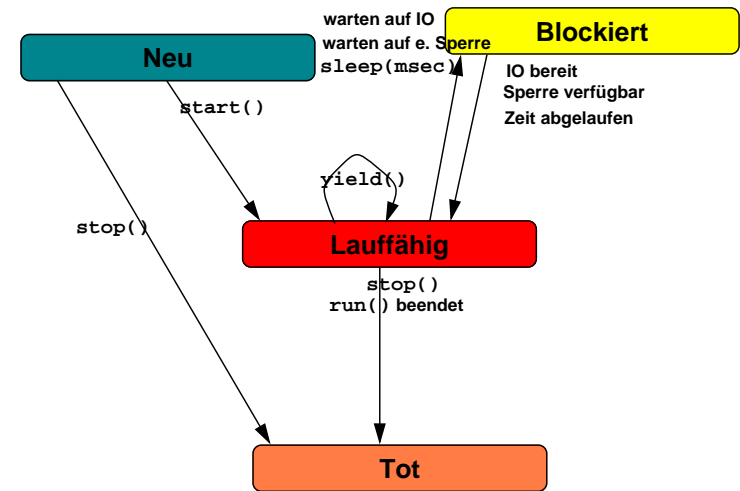 warten auf IO
Blockiert
warten auf e. Sperre
Neu
sleep(msec)
IO bereit
Sperre verfügbar
start()
Zeit abgelaufen
yield()
stop()
Lauffähig
stop()
run() beendet
Tot